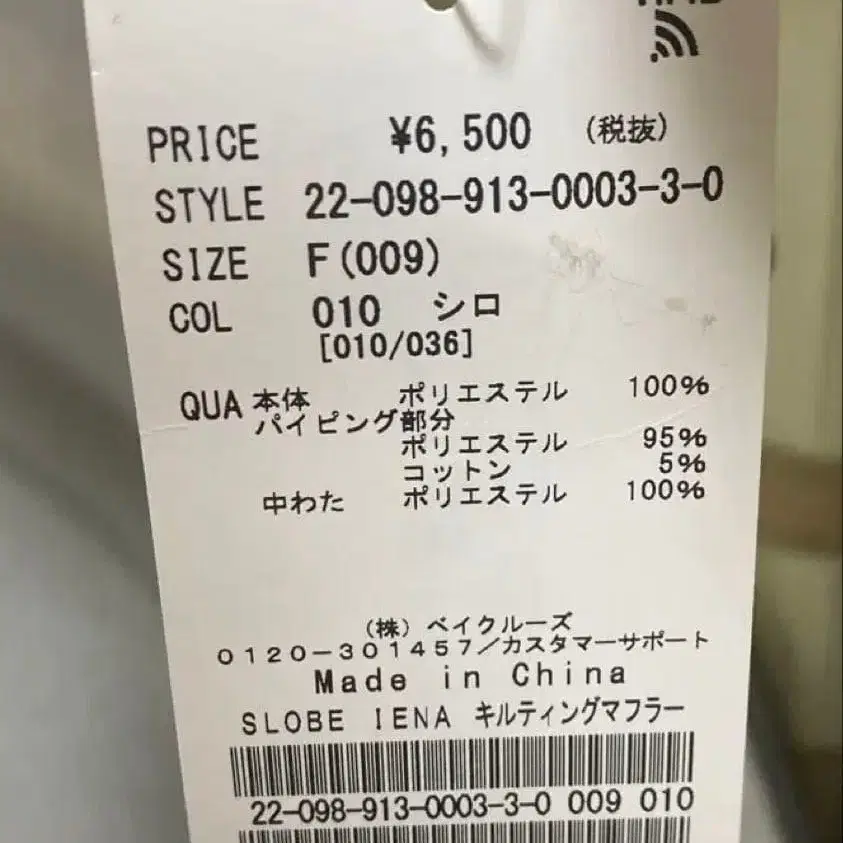 PRICE ¥6,500 (税抜)
STYLE 22-098-913-0003-3-0
SIZE F(009)
COL 010 シロ
[010/036]
QUA 本体 ポリエステル 100%
パイピング部分
ポリエステル 95%
コットン 5%
中わた ポリエステル 100%
(株) ベイクルーズ
0120-301457/カスタマーサポート
Made in China
SLOBE IENA キルティングマフラー
22-098-913-0003-3-0 009 010